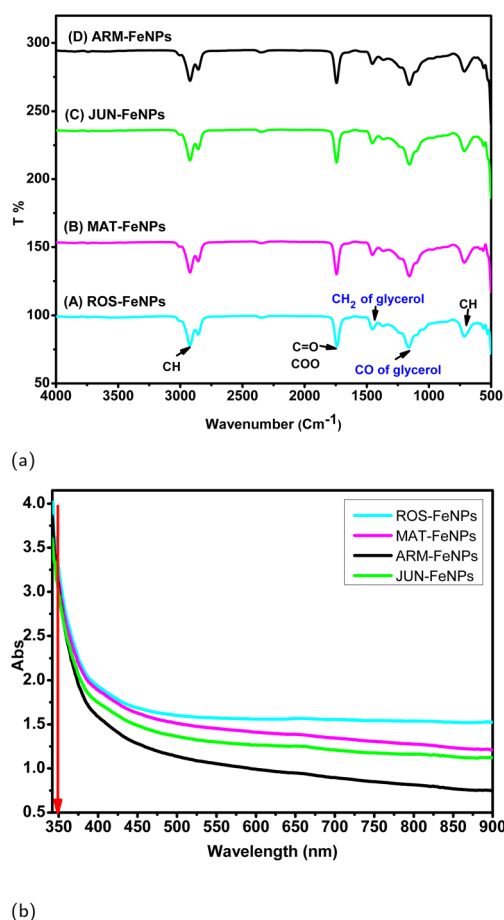 300
(D) ARM-FeNPs
250
(C) JUN-FeNPs
200
T %
(B) MAT-FeNPs
150
(A) ROS-FeNPs
CH₂ of glycerol
CH
100
CH
C=O
COO
CO of glycerol
50
4000 3500 3000 2500 2000 1500 1000 500
Wavenumber (Cm⁻¹)
(a)
4.0
ROS-FeNPs
MAT-FeNPs
ARM-FeNPs
JUN-FeNPs
3.5
3.0
2.5
Abs
2.0
1.5
1.0
0.5
350 400 450 500 550 600 650 700 750 800 850 900
Wavelength (nm)
(b)